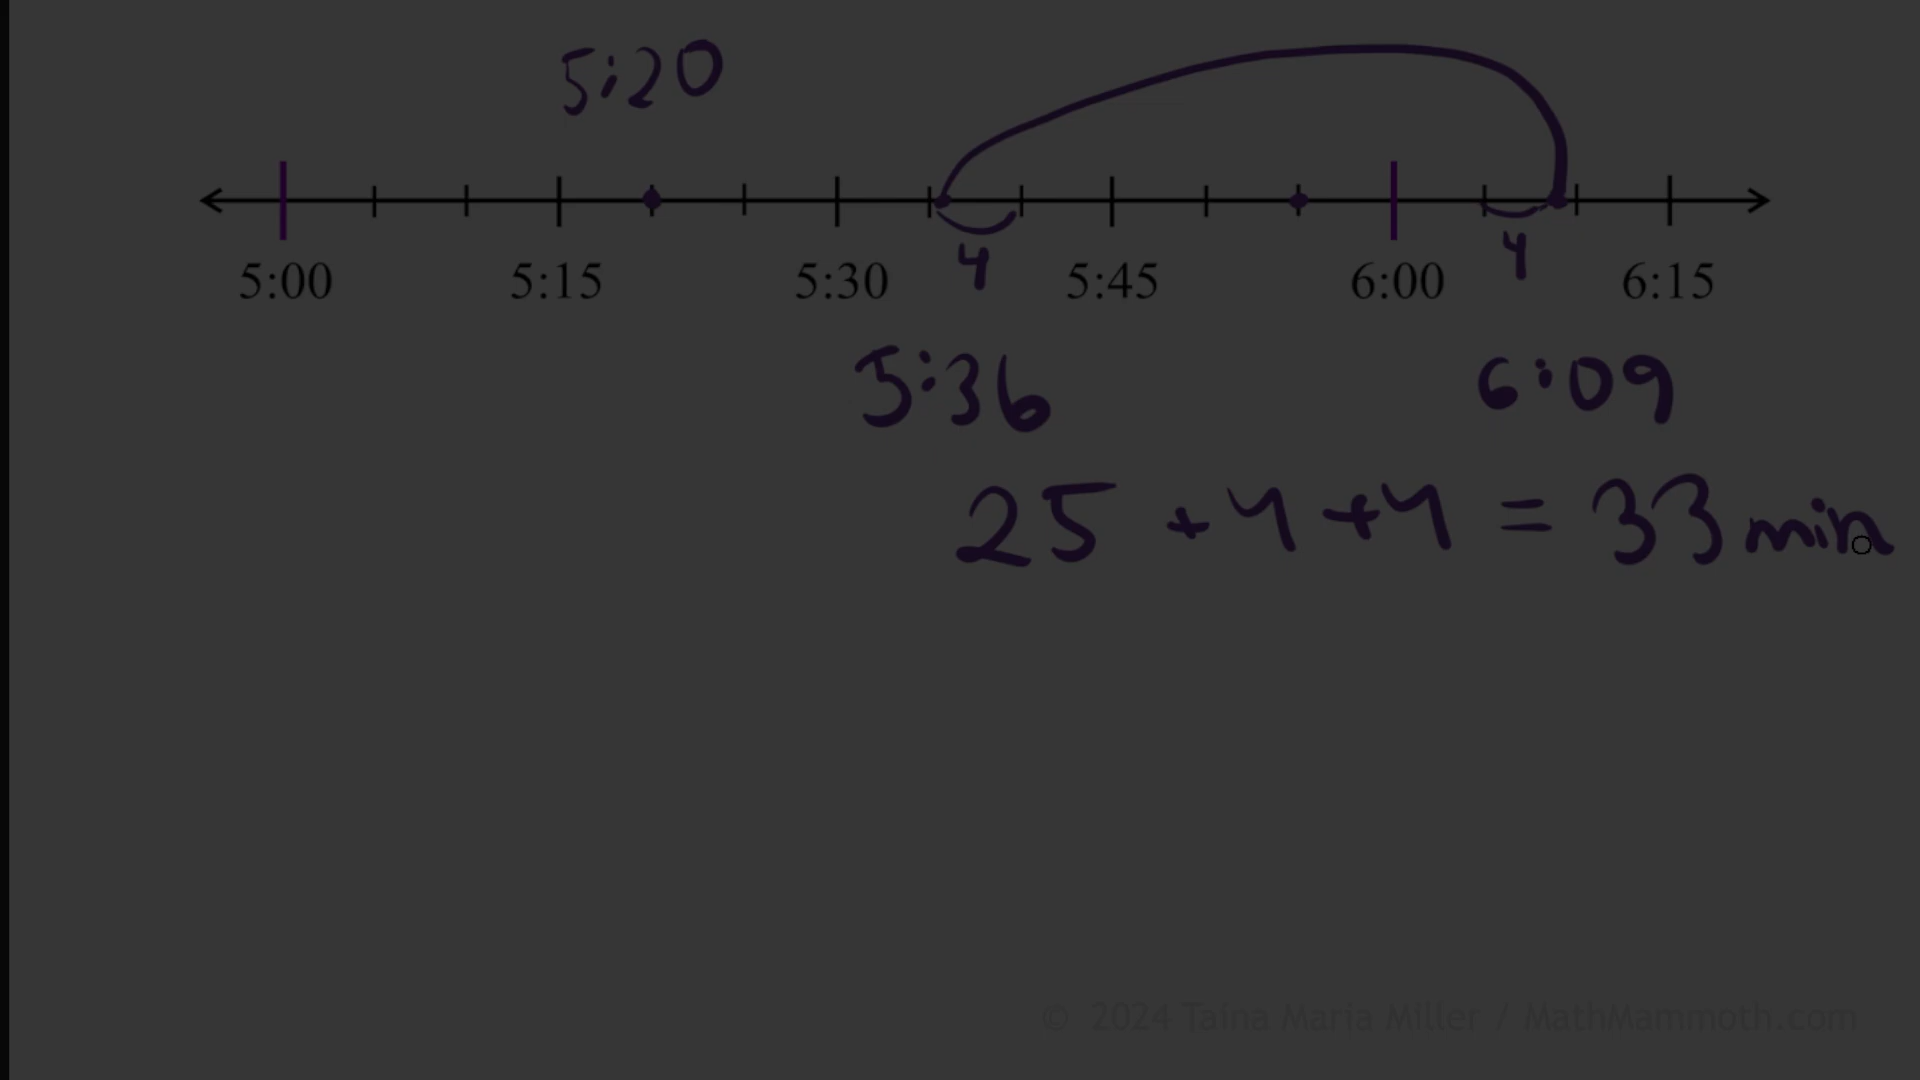 5:20
4 4
5:00 5:15 5:30 5:45 6:00 6:15
5:36 6:09
25 + 4 + 4 = 33 min
© 2024 Taina Maria Miller / MathMammoth.com